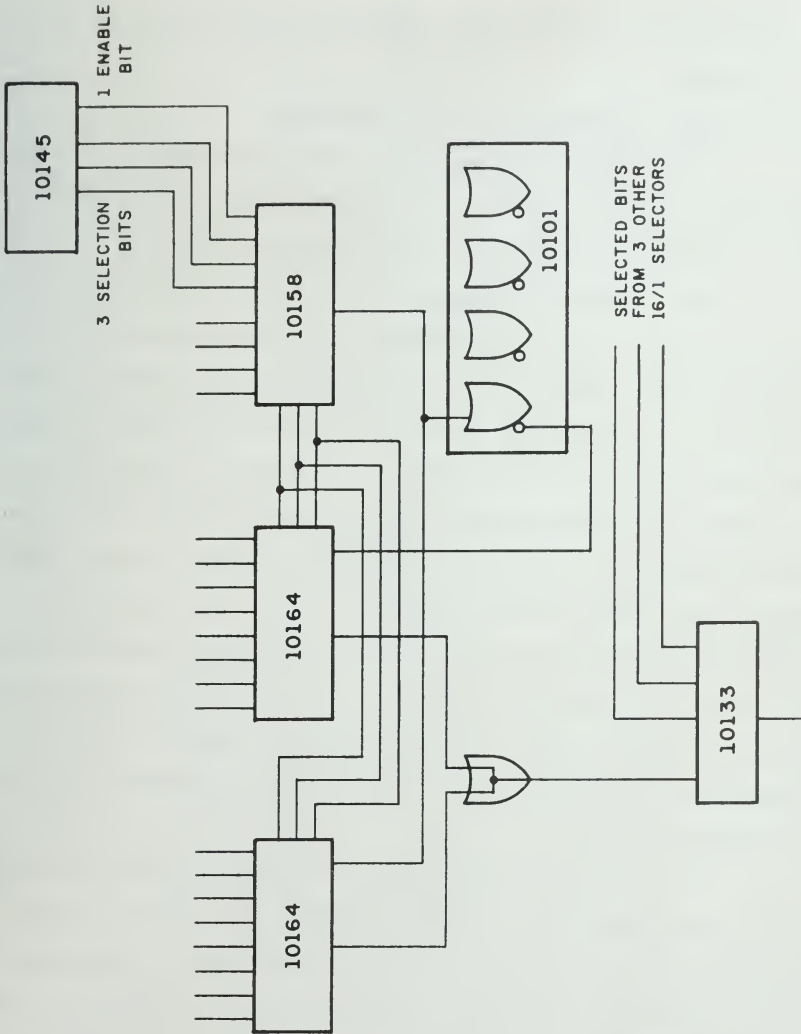 10145
1 ENABLE
BIT
3 SELECTION
BITS
10158
10101
10164
10164
SELECTED BITS
FROM 3 OTHER
16/1 SELECTORS
10133